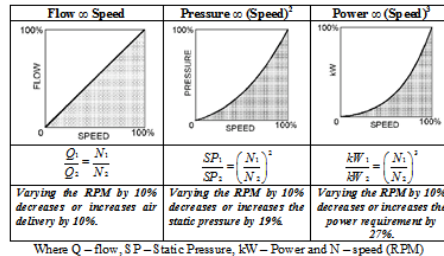 Flow ∞ Speed
Pressure ∞ (Speed)²
Power ∞ (Speed)³
100%
FLOW
0
SPEED
100%
100%
PRESSURE
0
SPEED
100%
100%
kW
0
SPEED
100%
Q₁/Q₂ = N₁/N₂
SP₁/SP₂ = (N₁/N₂)²
kW₁/kW₂ = (N₁/N₂)³
Varying the RPM by 10%
decreases or increases air
delivery by 10%.
Varying the RPM by 10%
decreases or increases the
static pressure by 19%.
Varying the RPM by 10%
decreases or increases the
power requirement by
27%.
Where Q – flow, SP – Static Pressure, kW – Power and N – speed (RPM)